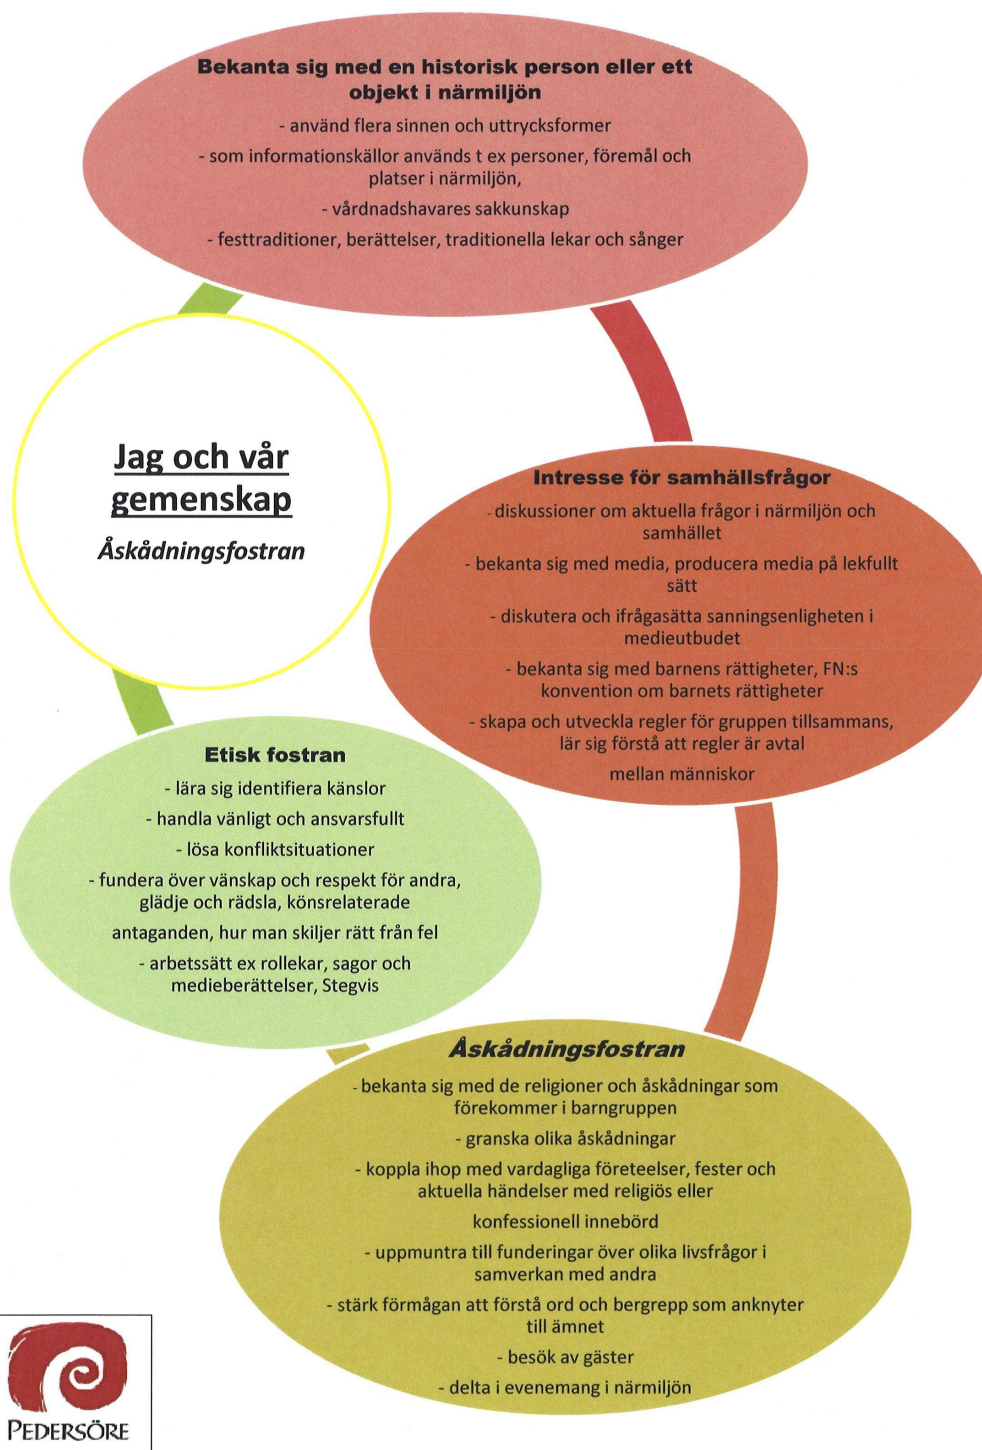 Bekanta sig med en historisk person eller ett
objekt i närmiljön
- använd flera sinnen och uttrycksformer
- som informationskällor används t ex personer, föremål och
platser i närmiljön,
- vårdnadshavares sakkunskap
- festtraditioner, berättelser, traditionella lekar och sånger
Jag och vår
gemenskap
Åskådningsfostran
Intresse för samhällsfrågor
- diskussioner om aktuella frågor i närmiljön och
samhället
- bekanta sig med media, producera media på lekfullt
sätt
- diskutera och ifrågasätta sanningsenligheten i
medieutbudet
- bekanta sig med barnens rättigheter, FN:s
konvention om barnets rättigheter
- skapa och utveckla regler för gruppen tillsammans,
lär sig förstå att regler är avtal
mellan människor
Etisk fostran
- lära sig identifiera känslor
- handla vänligt och ansvarsfullt
- lösa konfliktsituationer
- fundera över vänskap och respekt för andra,
glädje och rädsla, könsrelaterade
antaganden, hur man skiljer rätt från fel
- arbetssätt ex rollekar, sagor och
medieberättelser, Stegvis
Åskådningsfostran
- bekanta sig med de religioner och åskådningar som
förekommer i barngruppen
- granska olika åskådningar
- koppla ihop med vardagliga företeelser, fester och
aktuella händelser med religiös eller
konfessionell innebörd
- uppmuntra till funderingar över olika livsfrågor i
samverkan med andra
- stärk förmågan att förstå ord och bergrepp som anknyter
till ämnet
- besök av gäster
- delta i evenemang i närmiljön
PEDERSÖRE